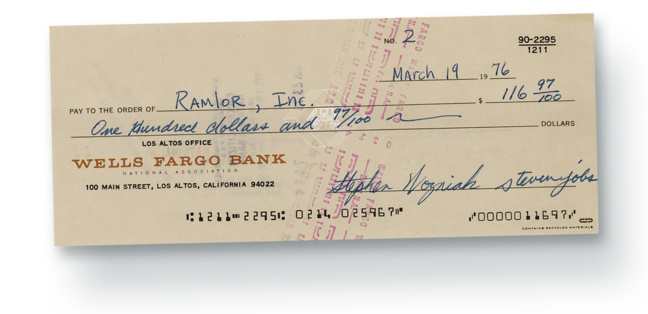 NO. 2
90-2295
1211
March 19 1976
PAY TO THE ORDER OF Ramlor, Inc. $ 116 97/100
One Hundred dollars and 97/100 DOLLARS
LOS ALTOS OFFICE
WELLS FARGO BANK
NATIONAL ASSOCIATION
100 MAIN STREET, LOS ALTOS, CALIFORNIA 94022
Stephen Wozniak steven jobs
⑆1211⑉2295⑆ 0214 025967⑈ ⑇0000011697⑇
CONTAINS RECYCLED MATERIALS